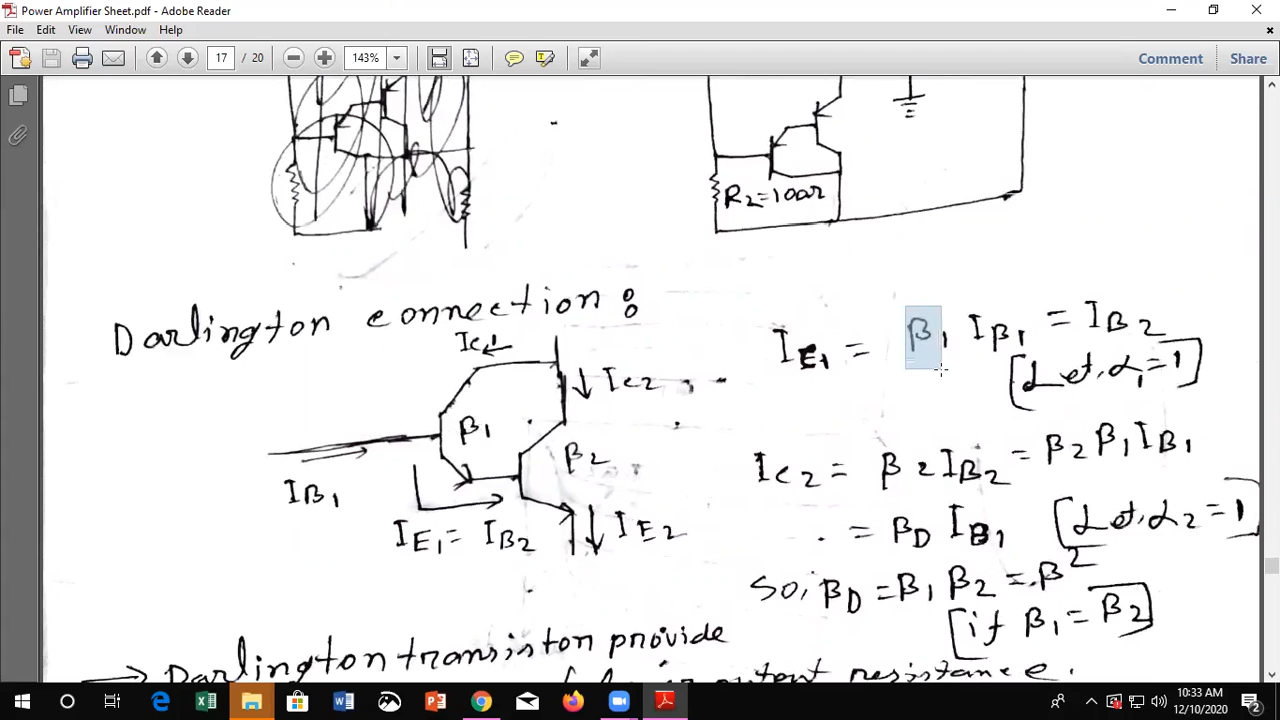 Power Amplifier Sheet.pdf - Adobe Reader
File Edit View Window Help
17 / 20 143% Comment Share
R2=100Ω
Darlington connection:
IC1
IC2
β1
β2
IB1
IE1 = IB2
IE2
IE1 = β1 IB1 = IB2
[Let, α1=1]
IC2 = β2 IB2 = β2 β1 IB1
= βD IB1 [Let, α2=1]
So, βD = β1 β2 = β²
[if β1 = β2]
→ Darlington transistor provide
output resistance.
10:33 AM
12/10/2020
2